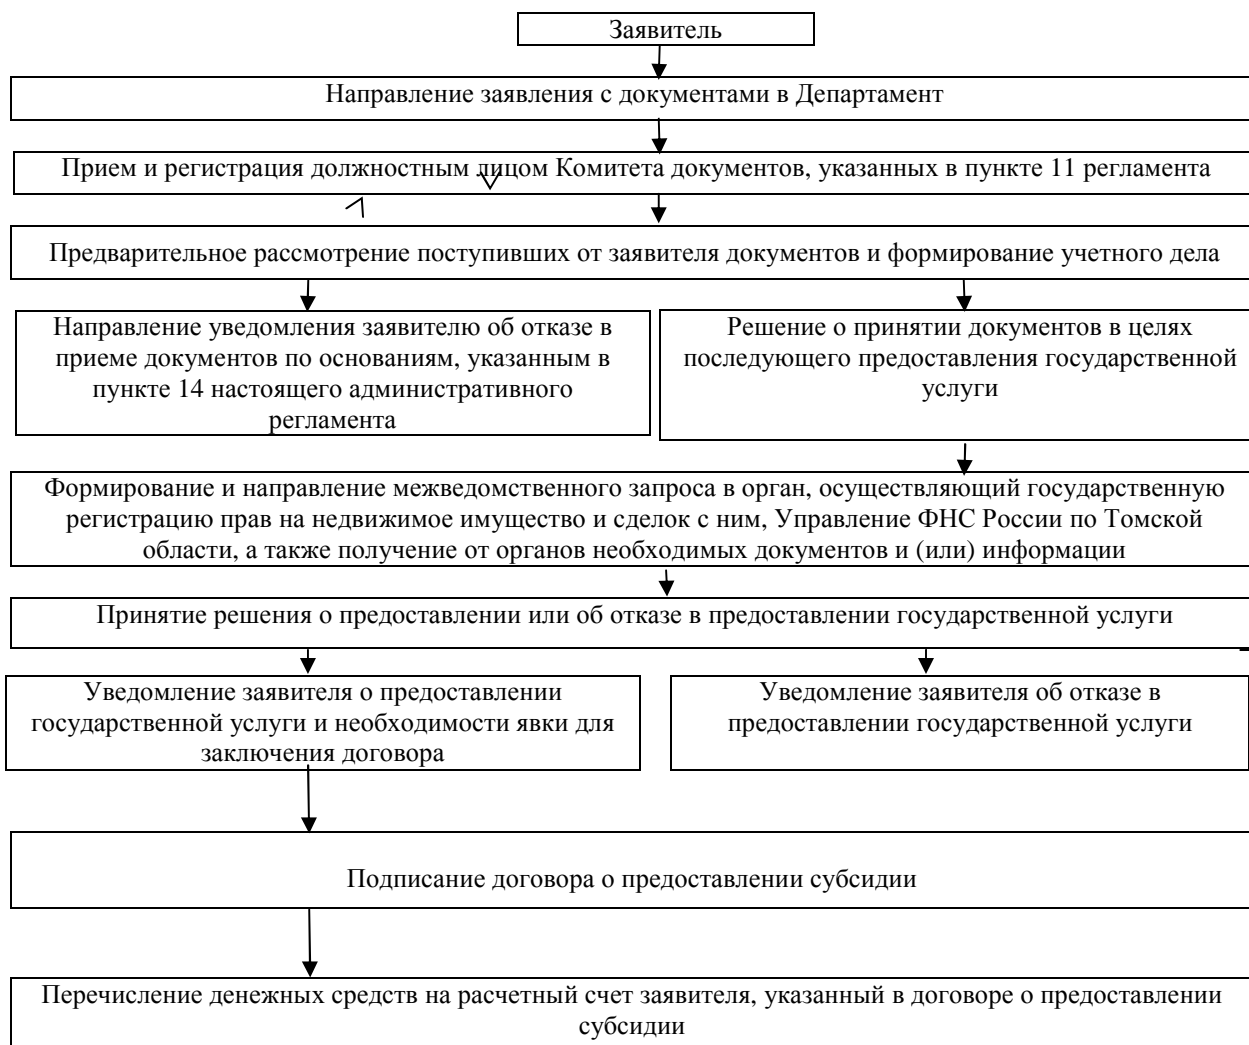 Заявитель
Направление заявления с документами в Департамент
Прием и регистрация должностным лицом Комитета документов, указанных в пункте 11 регламента
Предварительное рассмотрение поступивших от заявителя документов и формирование учетного дела
Направление уведомления заявителю об отказе в
приеме документов по основаниям, указанным в
пункте 14 настоящего административного
регламента
Решение о принятии документов в целях
последующего предоставления государственной
услуги
Формирование и направление межведомственного запроса в орган, осуществляющий государственную
регистрацию прав на недвижимое имущество и сделок с ним, Управление ФНС России по Томской
области, а также получение от органов необходимых документов и (или) информации
Принятие решения о предоставлении или об отказе в предоставлении государственной услуги
Уведомление заявителя о предоставлении
государственной услуги и необходимости явки для
заключения договора
Уведомление заявителя об отказе в
предоставлении государственной услуги
Подписание договора о предоставлении субсидии
Перечисление денежных средств на расчетный счет заявителя, указанный в договоре о предоставлении
субсидии